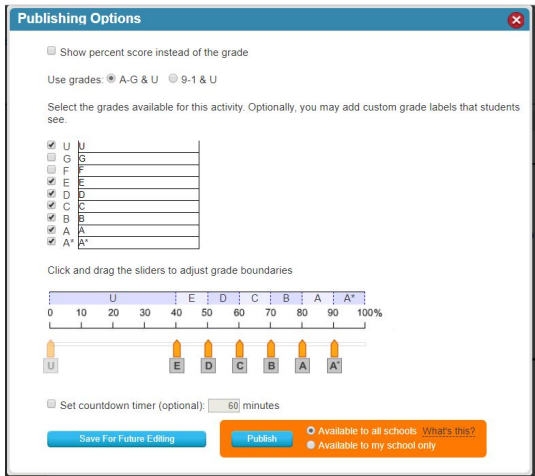 Publishing Options
Show percent score instead of the grade
Use grades: A-G & U 9-1 & U
Select the grades available for this activity. Optionally, you may add custom grade labels that students
see.
U U
G G
F F
E E
D D
C C
B B
A A
A* A*
Click and drag the sliders to adjust grade boundaries
U E D C B A A*
0 10 20 30 40 50 60 70 80 90 100%
U E D C B A A*
Set countdown timer (optional): 60 minutes
Save For Future Editing Publish Available to all schools What's this?
Available to my school only